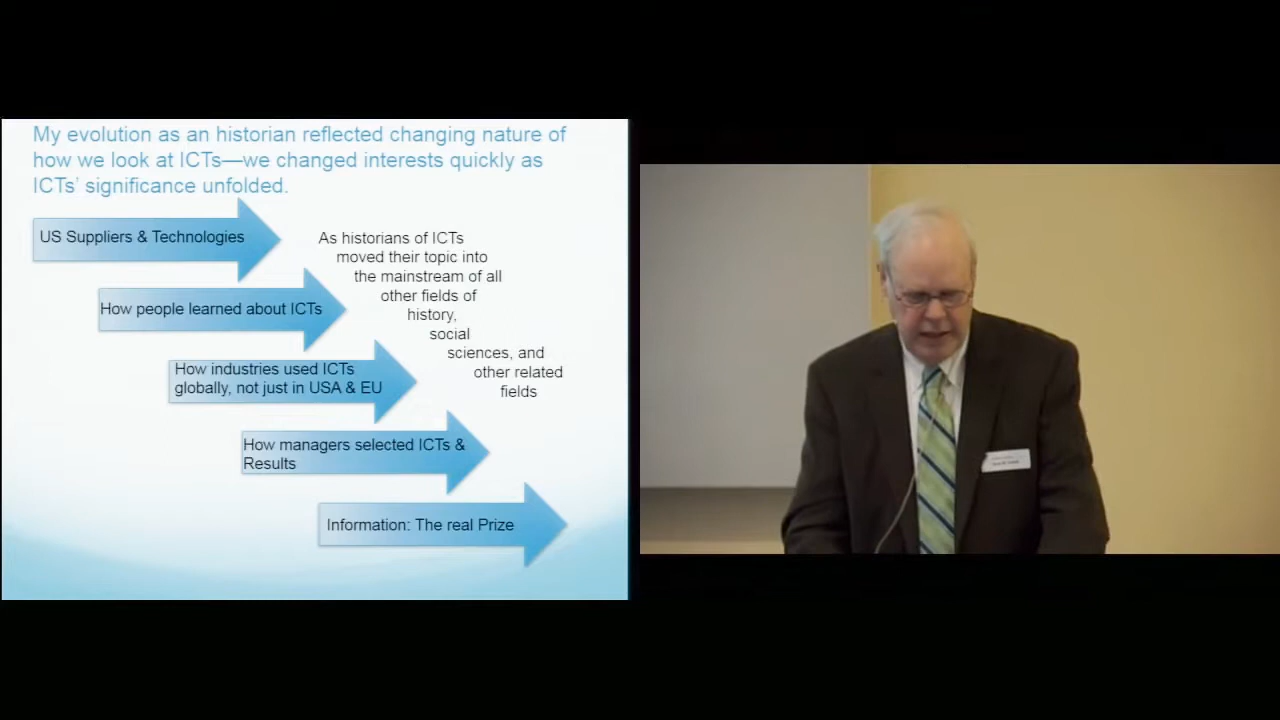 My evolution as an historian reflected changing nature of
how we look at ICTs—we changed interests quickly as
ICTs’ significance unfolded.
US Suppliers & Technologies
How people learned about ICTs
How industries used ICTs
globally, not just in USA & EU
How managers selected ICTs &
Results
Information: The real Prize
As historians of ICTs
moved their topic into
the mainstream of all
other fields of
history,
social
sciences, and
other related
fields